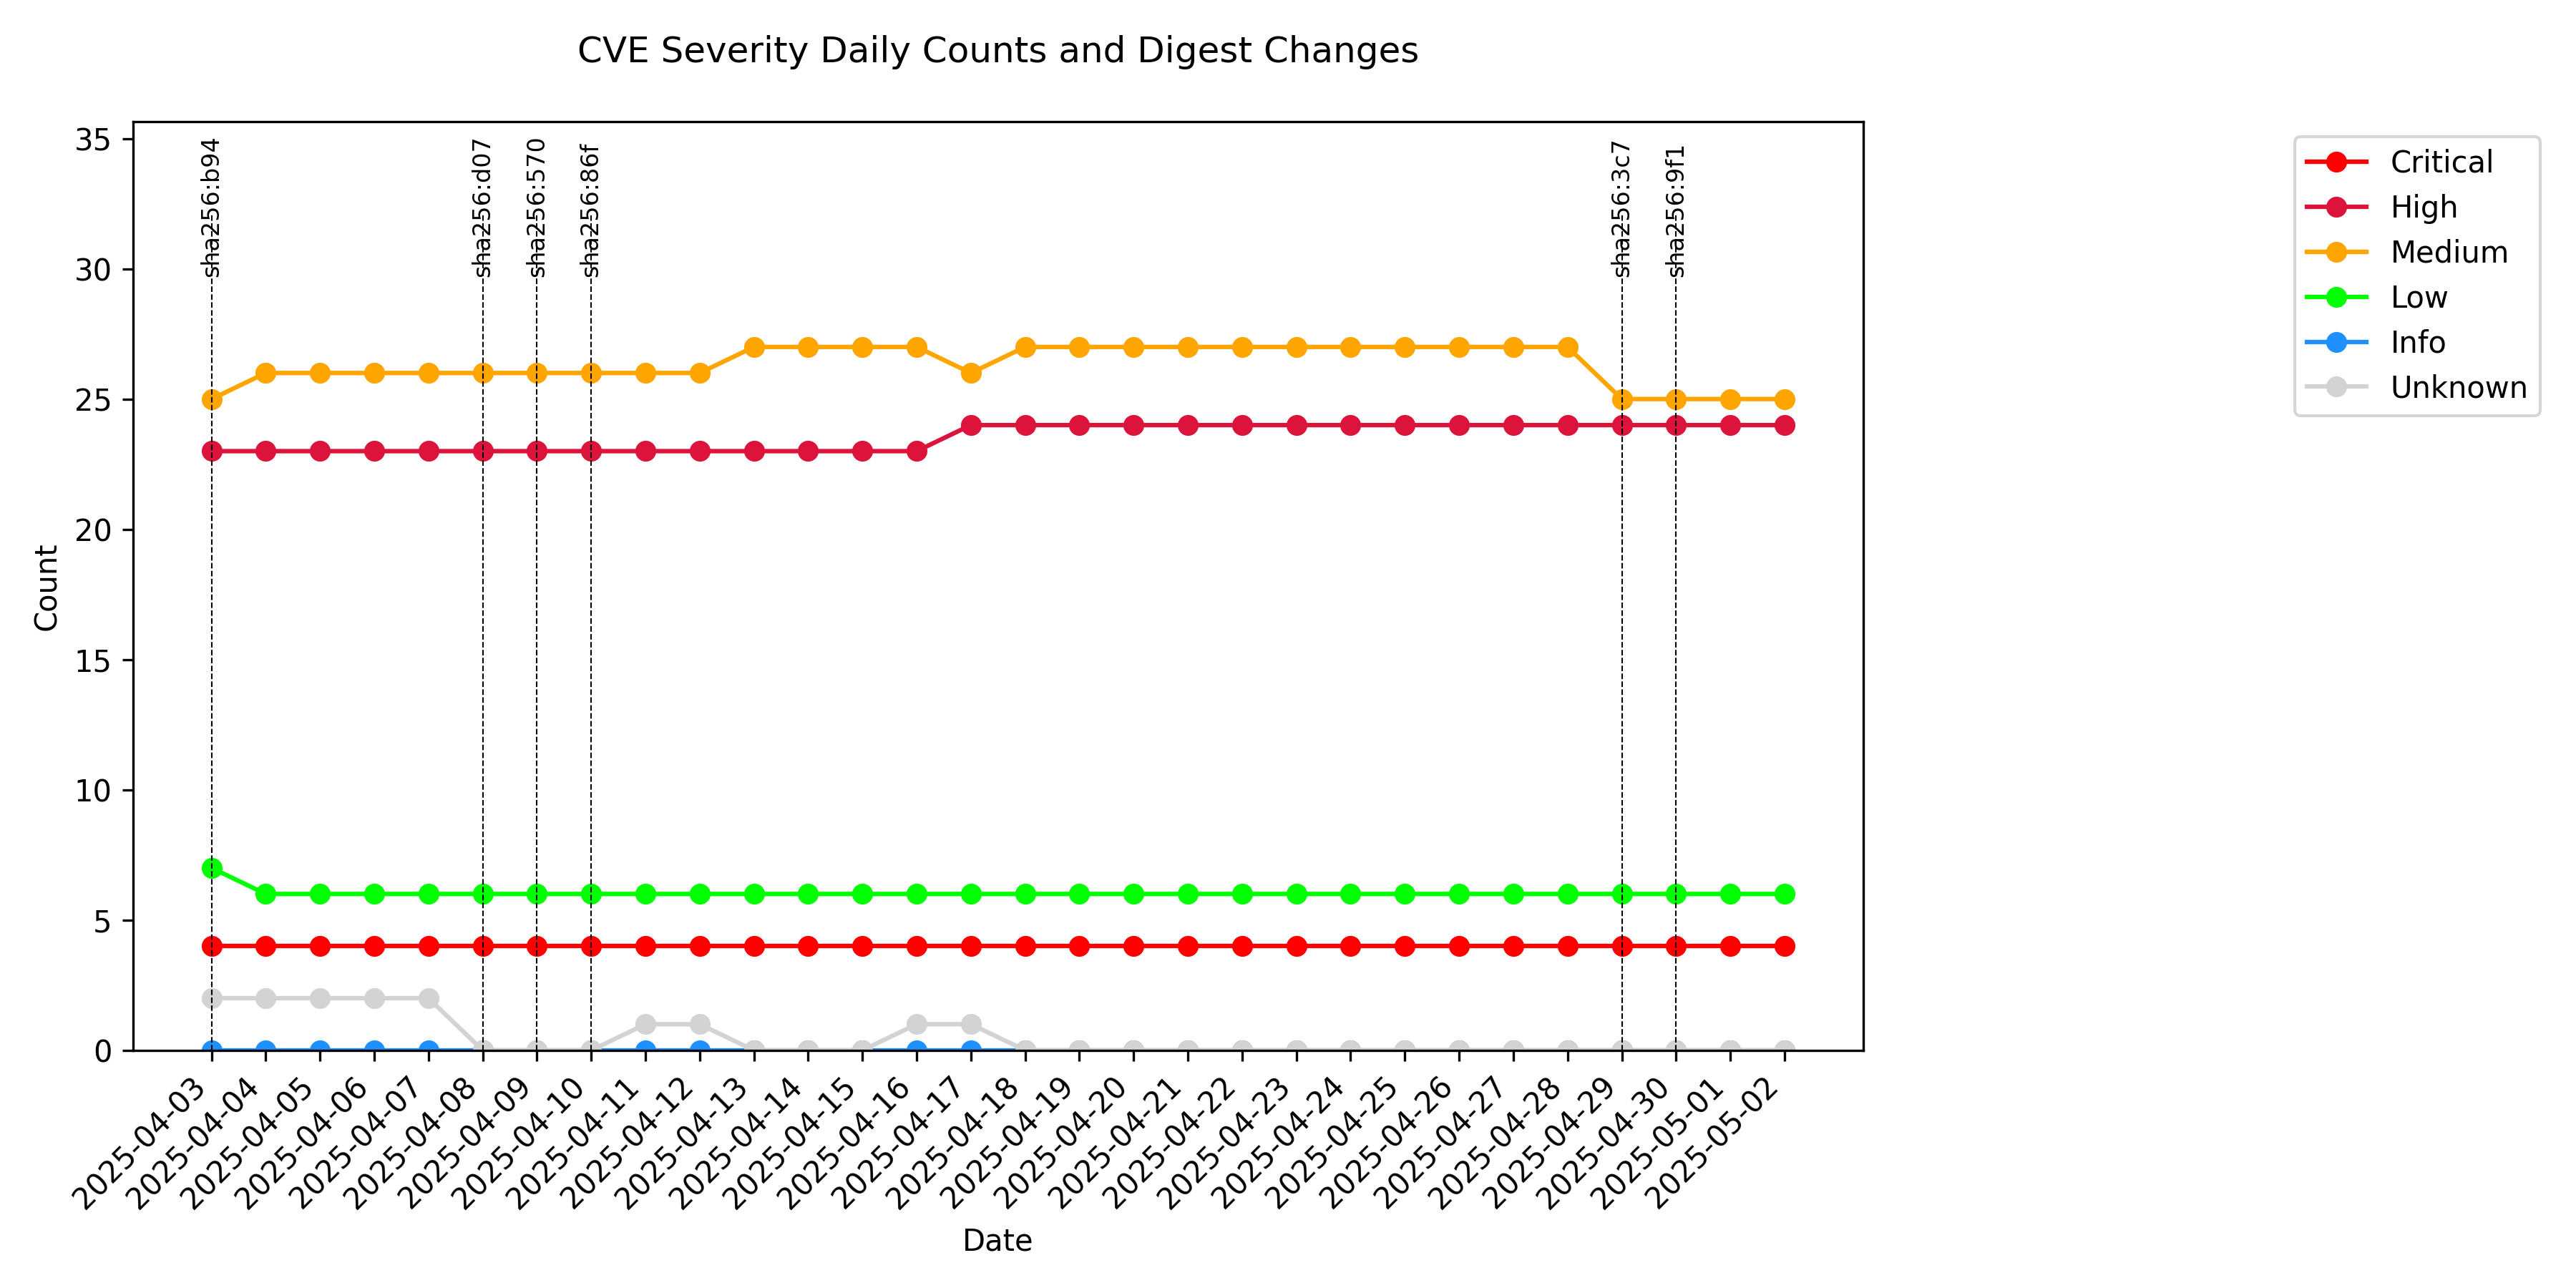 CVE Severity Daily Counts and Digest Changes
35
30
25
20
15
10
5
0
Count
sha256:b94
sha256:d07
sha256:570
sha256:86f
sha256:3c7
sha256:9f1
Critical
High
Medium
Low
Info
Unknown
2025-04-03
2025-04-04
2025-04-05
2025-04-06
2025-04-07
2025-04-08
2025-04-09
2025-04-10
2025-04-11
2025-04-12
2025-04-13
2025-04-14
2025-04-15
2025-04-16
2025-04-17
2025-04-18
2025-04-19
2025-04-20
2025-04-21
2025-04-22
2025-04-23
2025-04-24
2025-04-25
2025-04-26
2025-04-27
2025-04-28
2025-04-29
2025-04-30
2025-05-01
2025-05-02
Date